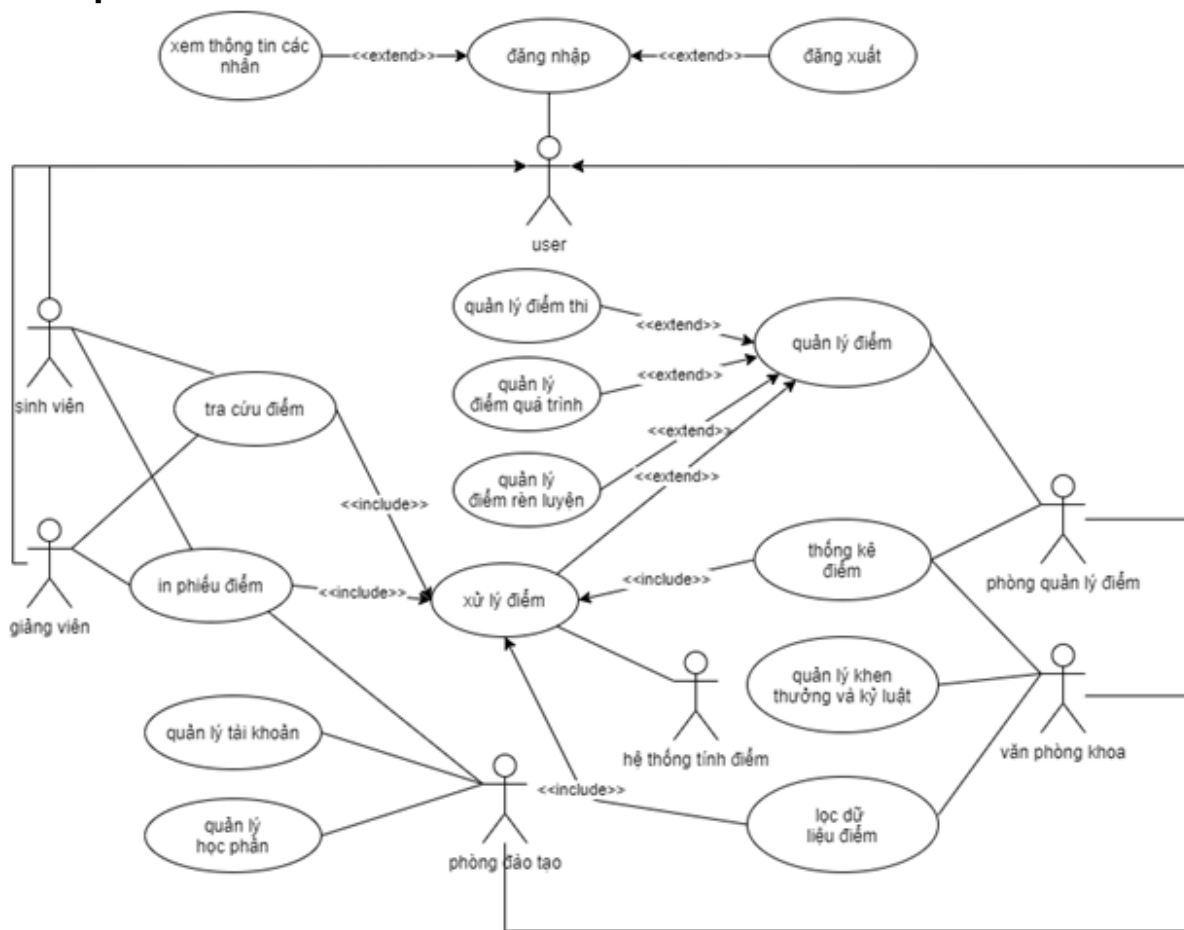 xem thông tin các
nhân
<<extend>>
đăng nhập
<<extend>>
đăng xuất
user
quản lý điểm thi
<<extend>>
quản lý điểm
quản lý
điểm quá trình
<<extend>>
sinh viên
tra cứu điểm
<<extend>>
quản lý
điểm rèn luyện
<<extend>>
<<include>>
thống kê
điểm
phòng quản lý điểm
giảng viên
in phiếu điểm
<<include>>
xử lý điểm
<<include>>
quản lý khen
thưởng và kỷ luật
văn phòng khoa
quản lý tài khoản
hệ thống tính điểm
<<include>>
lọc dữ
liệu điểm
quản lý
học phần
phòng đào tạo